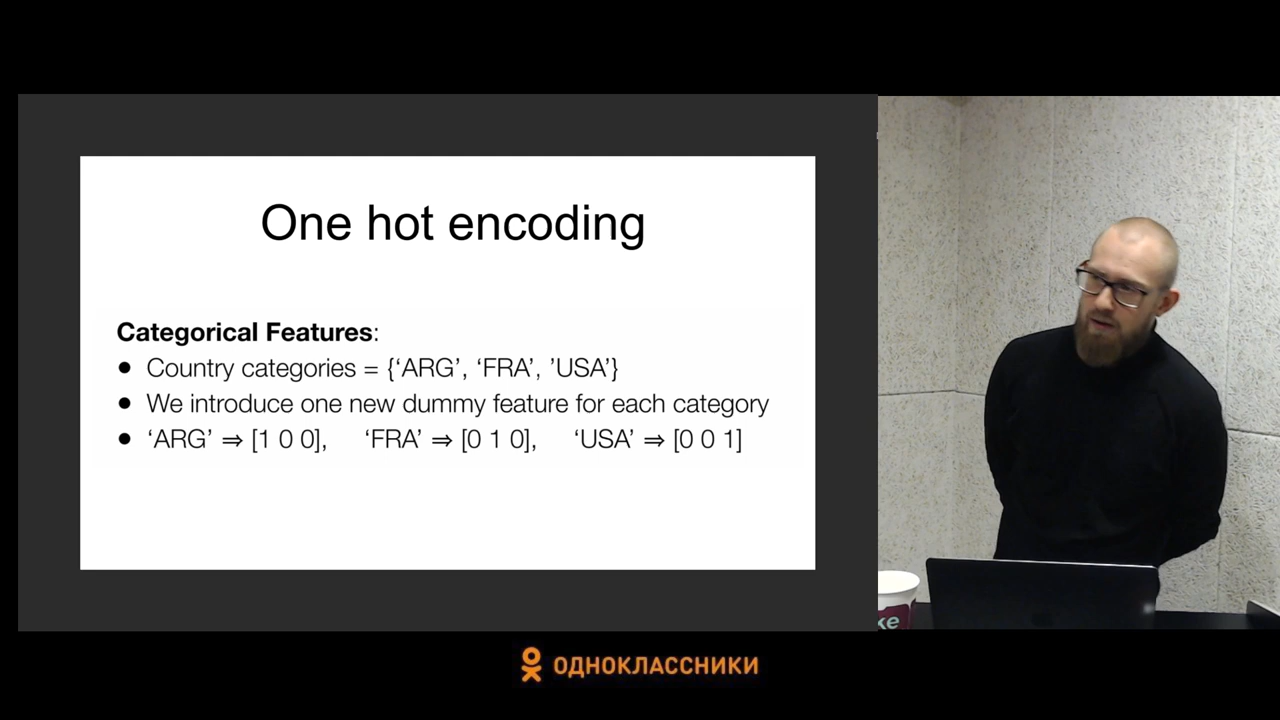 One hot encoding
Categorical Features:
● Country categories = {‘ARG’, ‘FRA’, ’USA’}
● We introduce one new dummy feature for each category
● ‘ARG’ ⇒ [1 0 0], ‘FRA’ ⇒ [0 1 0], ‘USA’ ⇒ [0 0 1]
ke
ОДНОКЛАССНИКИ